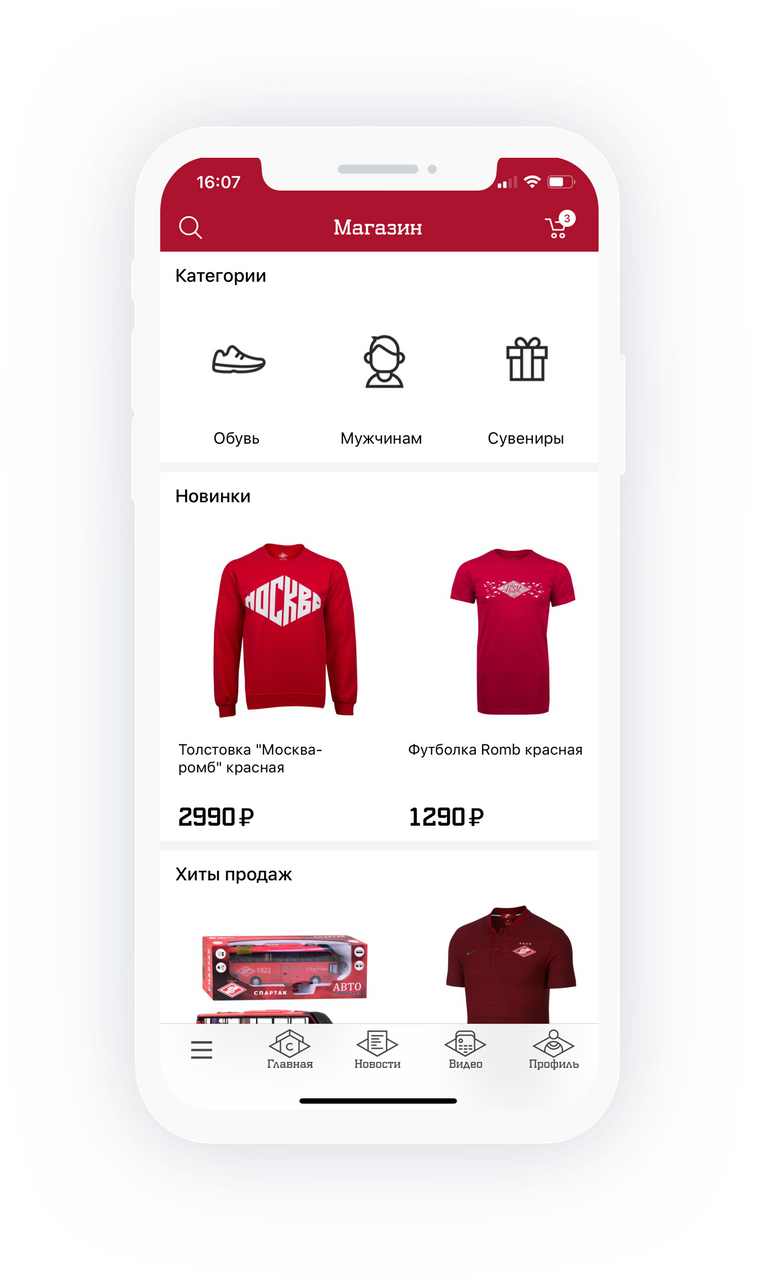 16:07
Магазин
3
Категории
Обувь
Мужчинам
Сувениры
Новинки
МОСКВА
Толстовка "Москва-
ромб" красная
Футболка Romb красная
2990 ₽
1290 ₽
Хиты продаж
1922
СПАРТАК
СПАРТАК
АВТО
Главная
Новости
Видео
Профиль